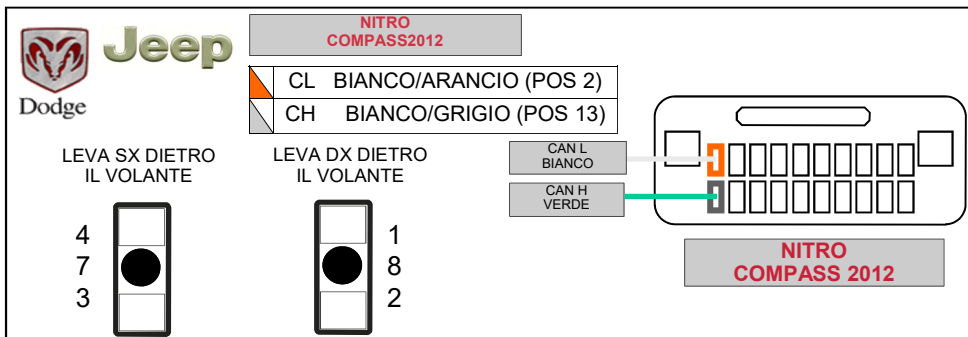 Dodge
Jeep
NITRO
COMPASS2012
CL BIANCO/ARANCIO (POS 2)
CH BIANCO/GRIGIO (POS 13)
LEVA SX DIETRO
IL VOLANTE
4
7
3
LEVA DX DIETRO
IL VOLANTE
1
8
2
CAN L
BIANCO
CAN H
VERDE
NITRO
COMPASS 2012